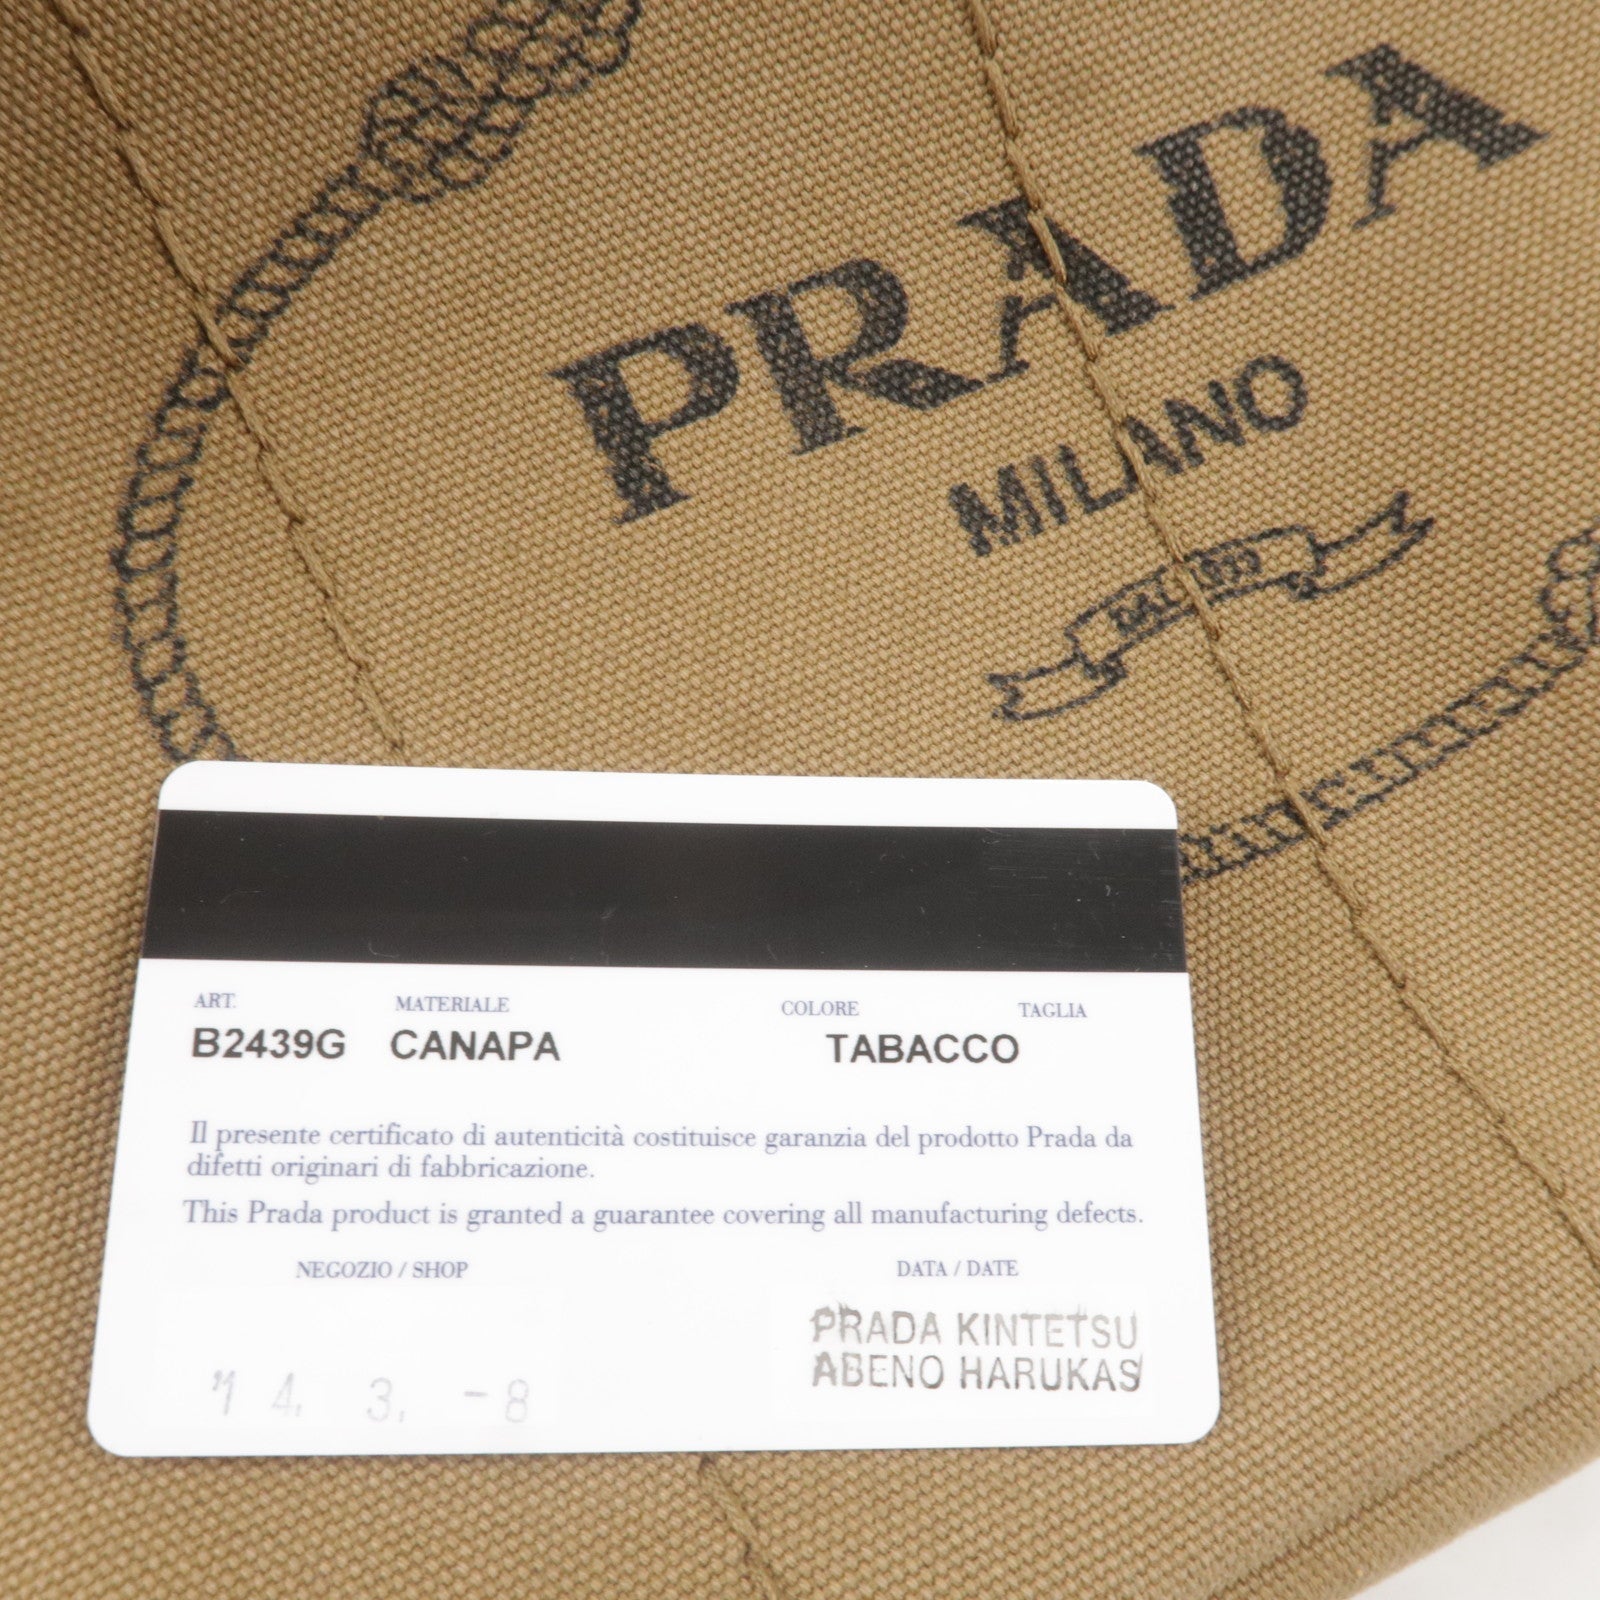 PRADA
MILANO
DAL 1933
ART. MATERIALE COLORE TAGLIA
B2439G CANAPA TABACCO
Il presente certificato di autenticità costituisce garanzia del prodotto Prada da
difetti originari di fabbricazione.
This Prada product is granted a guarantee covering all manufacturing defects.
NEGOZIO / SHOP DATA / DATE
PRADA KINTETSU
ABENO HARUKAS
'14. 3. -8